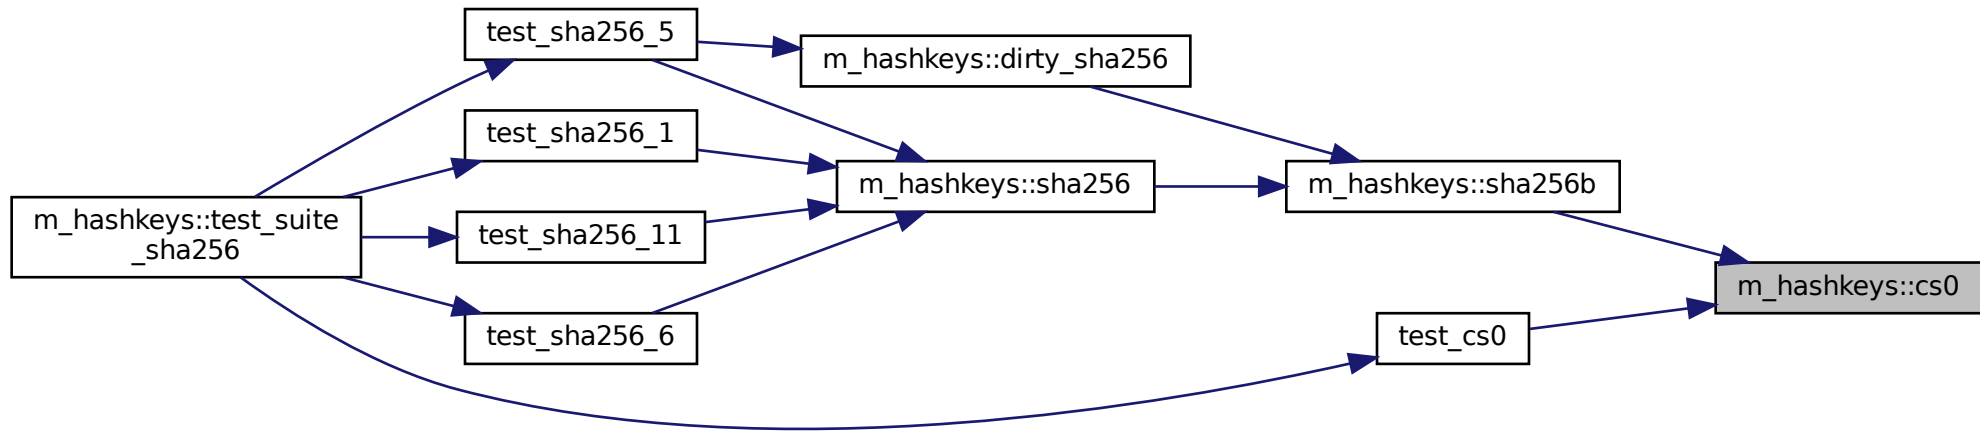 test_sha256_5
m_hashkeys::dirty_sha256
test_sha256_1
m_hashkeys::sha256
m_hashkeys::sha256b
m_hashkeys::test_suite
_sha256
test_sha256_11
m_hashkeys::cs0
test_sha256_6
test_cs0